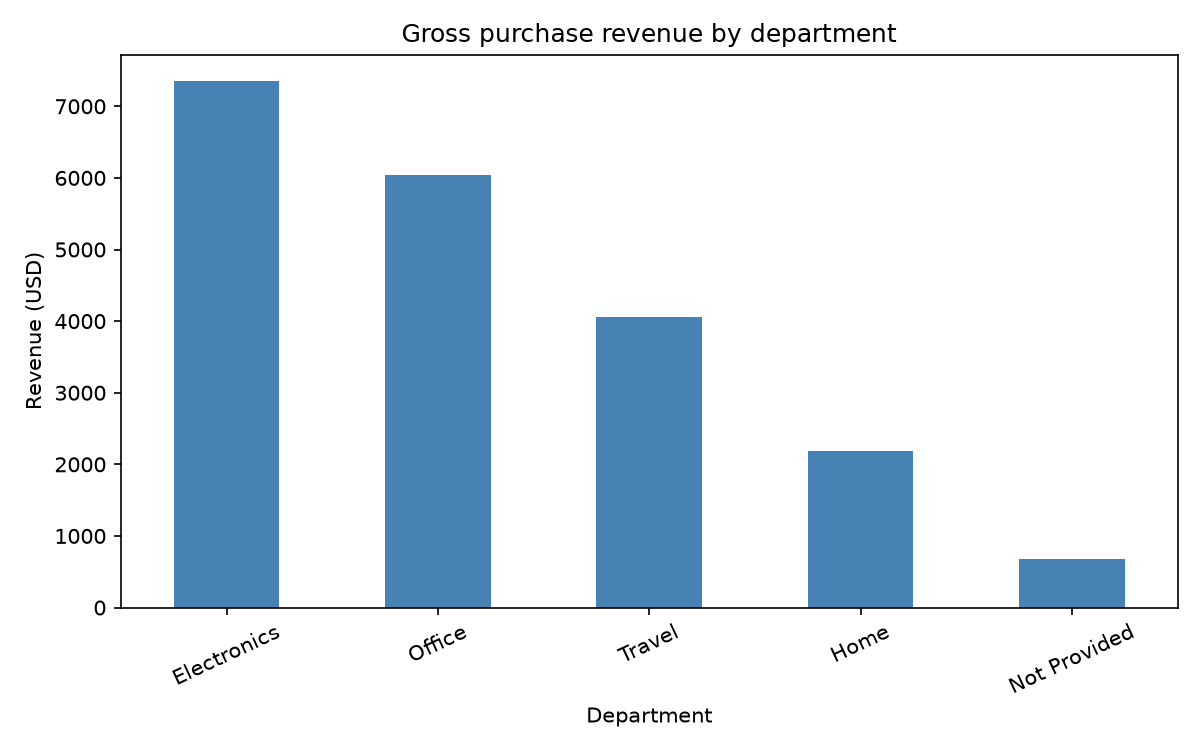 Gross purchase revenue by department
Revenue (USD)
7000
6000
5000
4000
3000
2000
1000
0
Electronics
Office
Travel
Home
Not Provided
Department